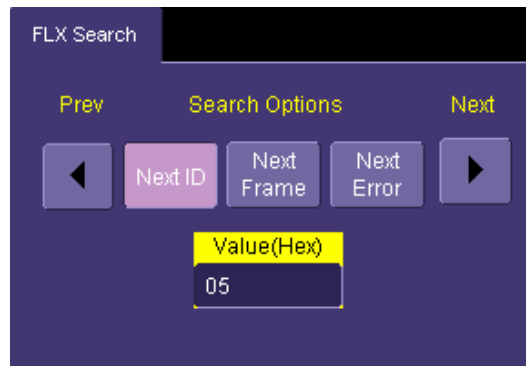 FLX Search
Prev Search Options Next
Next ID
Next
Frame
Next
Error
Value(Hex)
05